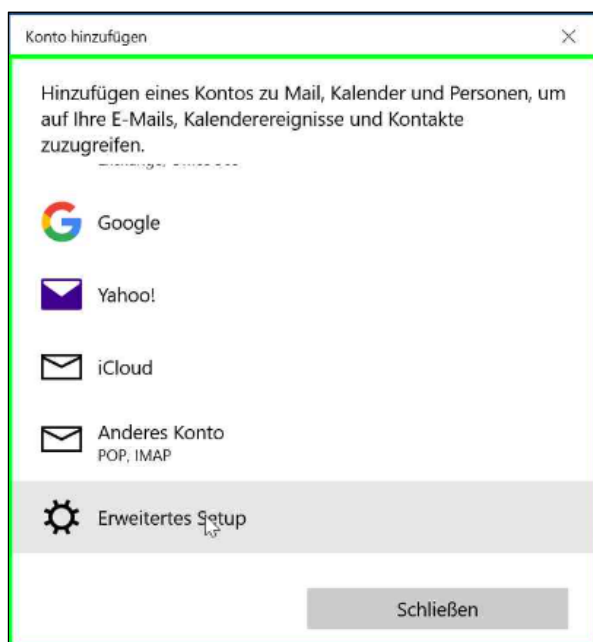 Konto hinzufügen
Hinzufügen eines Kontos zu Mail, Kalender und Personen, um
auf Ihre E-Mails, Kalenderereignisse und Kontakte
zuzugreifen.
Google
Yahoo!
iCloud
Anderes Konto
POP, IMAP
Erweitertes Setup
Schließen